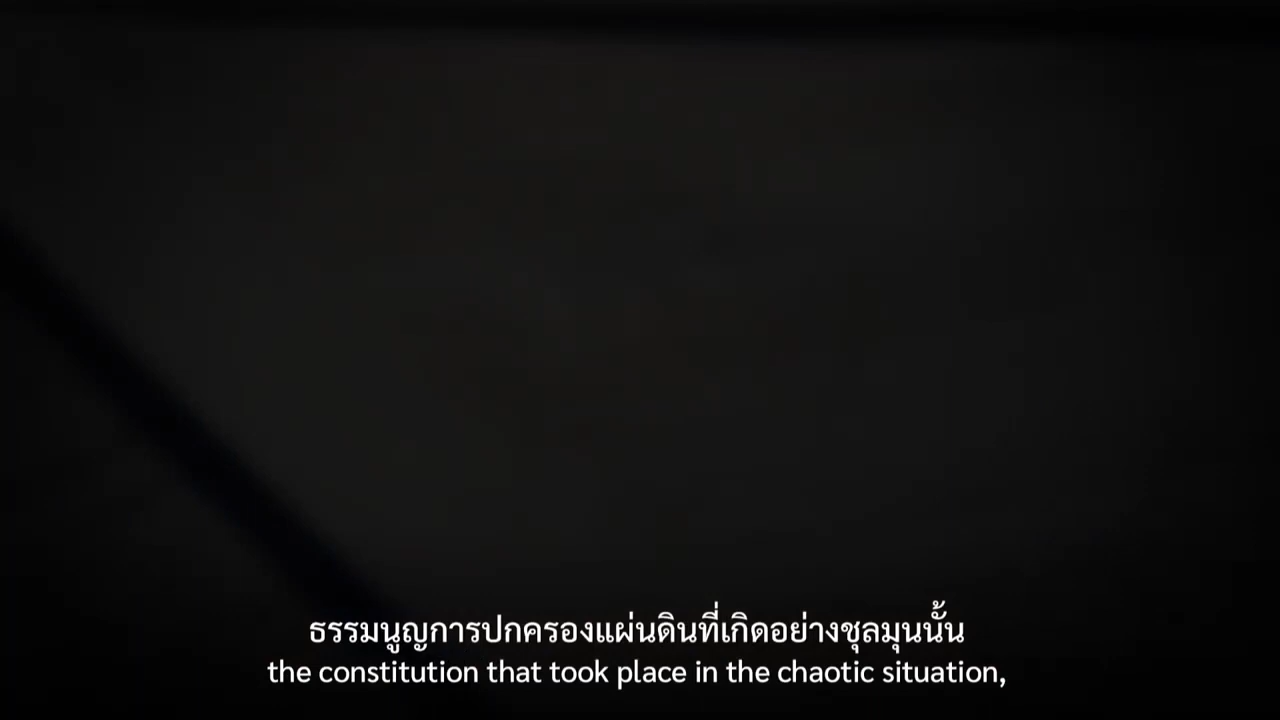 ธรรมนูญการปกครองแผ่นดินที่เกิดอย่างชุลมุนนั้น
the constitution that took place in the chaotic situation,